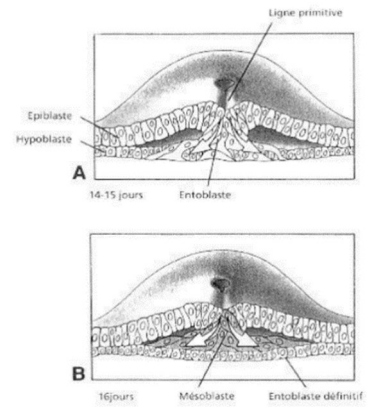 Ligne primitive
Epiblaste
Hypoblaste
A
14-15 jours
Entoblaste
B
16jours
Mésoblaste
Entoblaste définitif